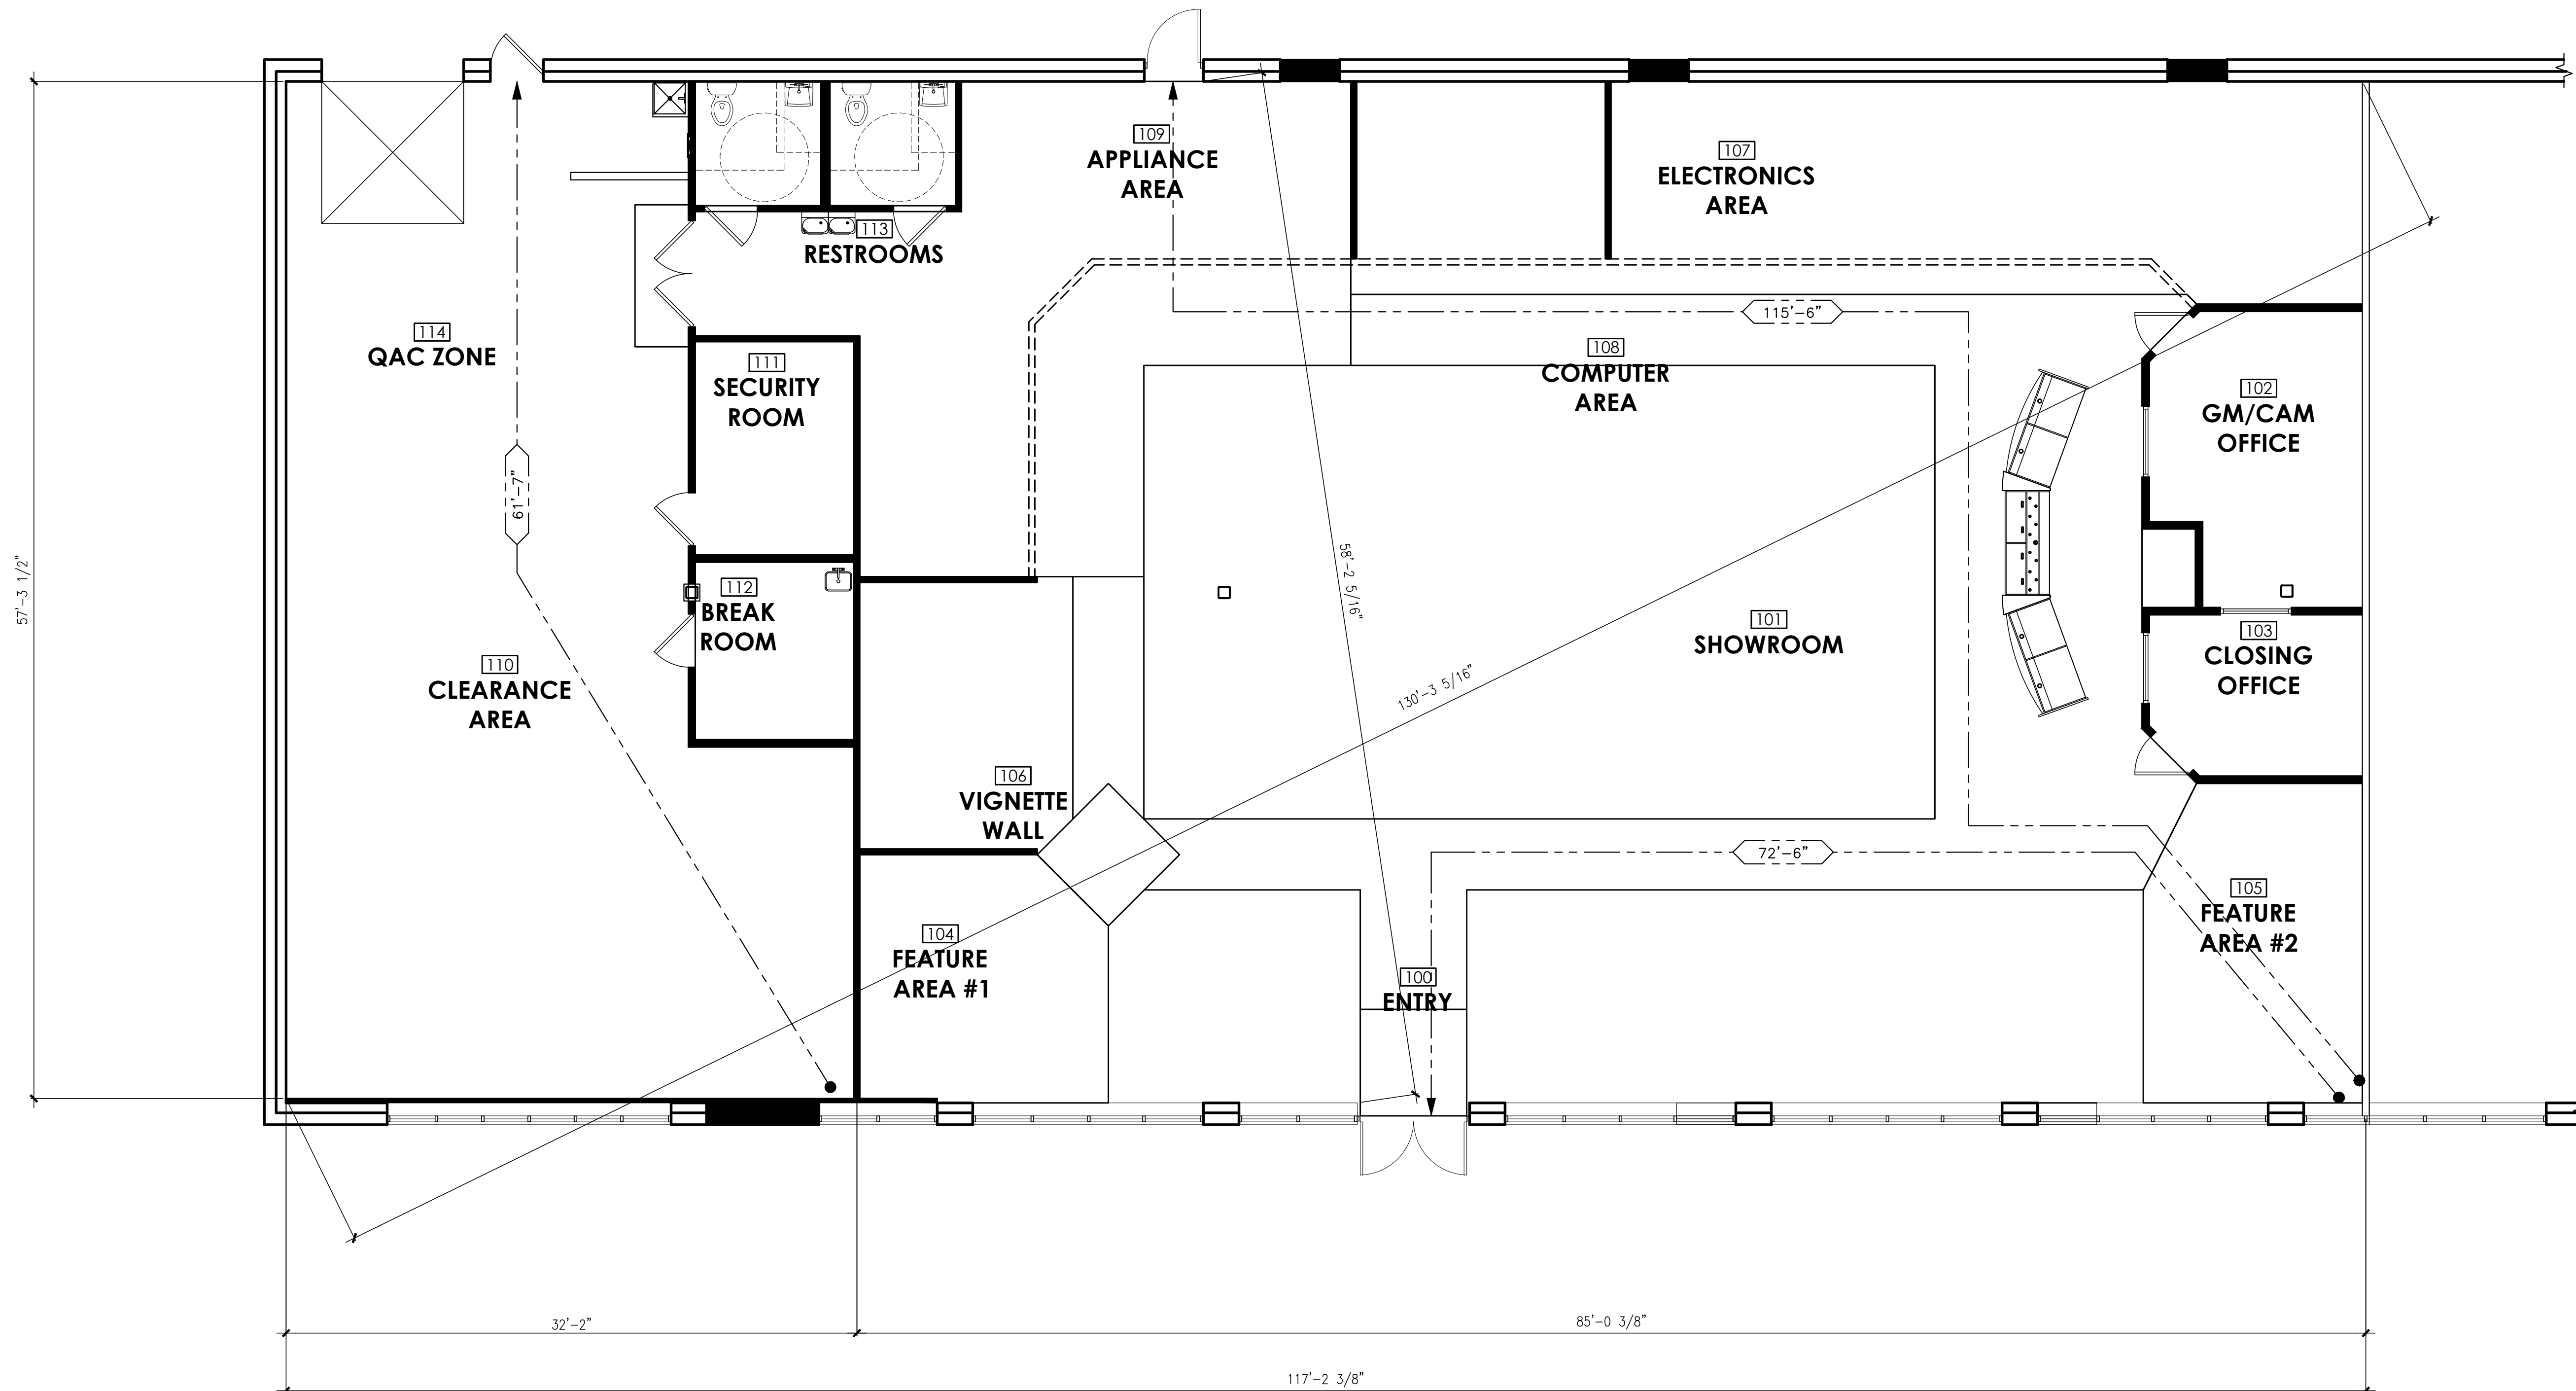 109
APPLIANCE
AREA
107
ELECTRONICS
AREA
113
RESTROOMS
115'-6"
114
QAC ZONE
111
SECURITY
ROOM
108
COMPUTER
AREA
102
GM/CAM
OFFICE
61'-7"
57'-3 1/2"
58'-2 5/16"
112
BREAK
ROOM
101
SHOWROOM
103
CLOSING
OFFICE
110
CLEARANCE
AREA
130'-3 5/16"
106
VIGNETTE
WALL
72'-6"
104
FEATURE
AREA #1
105
FEATURE
AREA #2
100
ENTRY
32'-2"
85'-0 3/8"
117'-2 3/8"